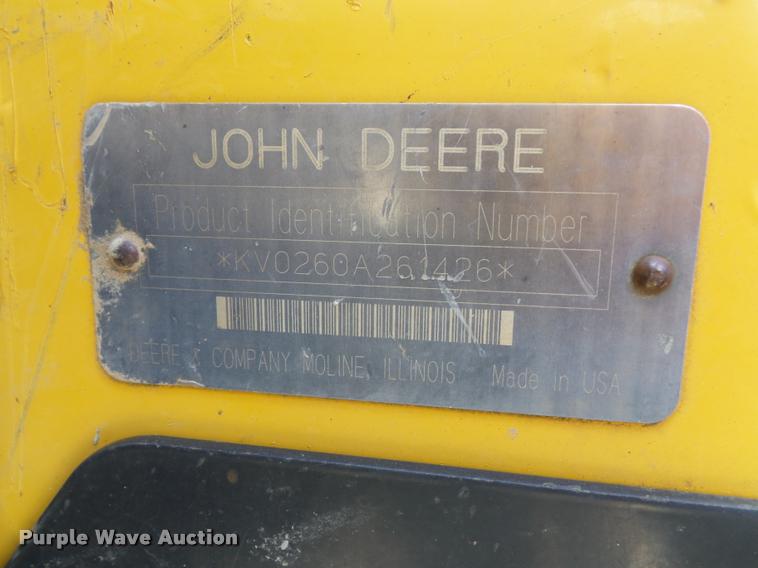 JOHN DEERE
Product Identification Number
*KV0260A261426*
DEERE & COMPANY MOLINE, ILLINOIS Made in USA
Purple Wave Auction